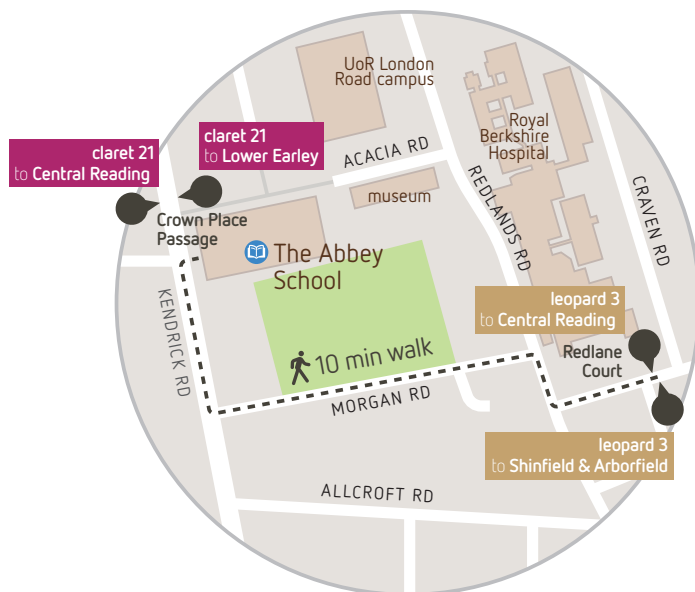 UoR London
Road campus
Royal
Berkshire
Hospital
claret 21
to Lower Earley
claret 21
to Central Reading
ACACIA RD
REDLANDS RD
CRAVEN RD
museum
Crown Place
Passage
The Abbey
School
KENDRICK RD
leopard 3
to Central Reading
10 min walk
Redlane
Court
MORGAN RD
leopard 3
to Shinfield & Arborfield
ALLCROFT RD